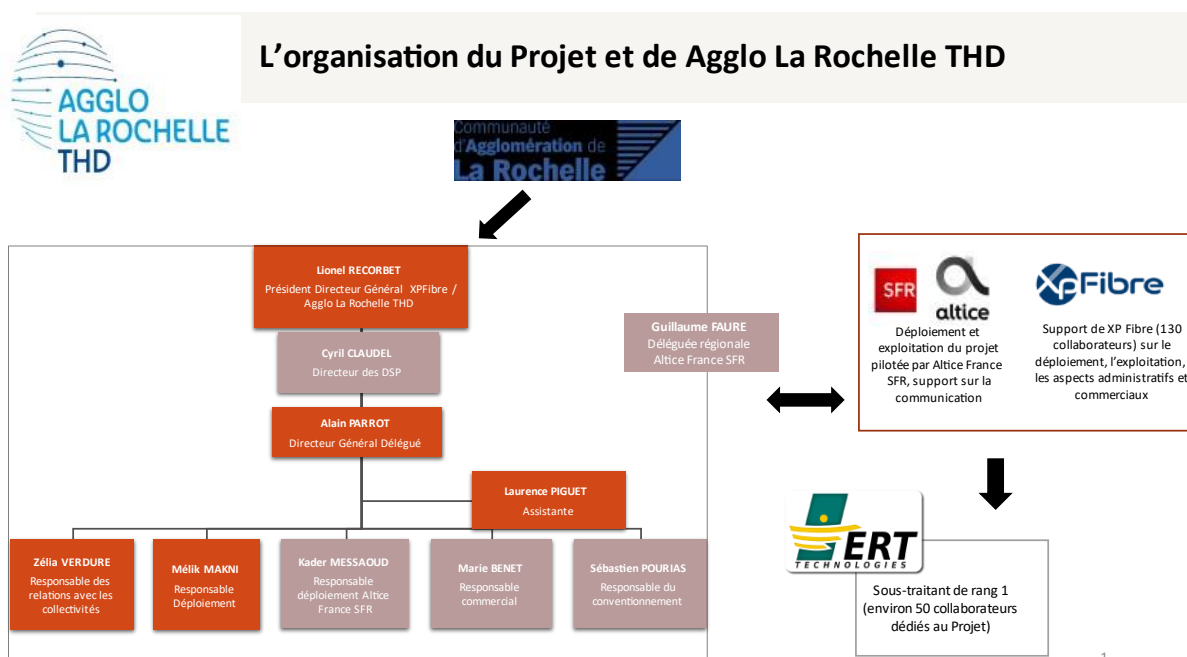 L'organisation du Projet et de Agglo La Rochelle THD
AGGLO
LA ROCHELLE
THD
Communauté
d'Agglomération de
La Rochelle
Lionel RECORBET
Président Directeur Général XPFibre /
Agglo La Rochelle THD
Cyril CLAUDEL
Directeur des DSP
Alain PARROT
Directeur Général Délégué
Laurence PIGUET
Assistante
Zélia VERDURE
Responsable des
relations avec les
collectivités
Mélik MAKNI
Responsable
Déploiement
Kader MESSAOUD
Responsable
déploiement Altice
France SFR
Marie BENET
Responsable
commercial
Sébastien POURIAS
Responsable du
conventionnement
Guillaume FAURE
Déléguée régionale
Altice France SFR
SFR
altice
Déploiement et
exploitation du projet
pilotée par Altice France
SFR, support sur la
communication
XpFibre
Support de XP Fibre (130
collaborateurs) sur le
déploiement, l'exploitation,
les aspects administratifs et
commerciaux
ERT
TECHNOLOGIES
Sous-traitant de rang 1
(environ 50 collaborateurs
dédiés au Projet)
1